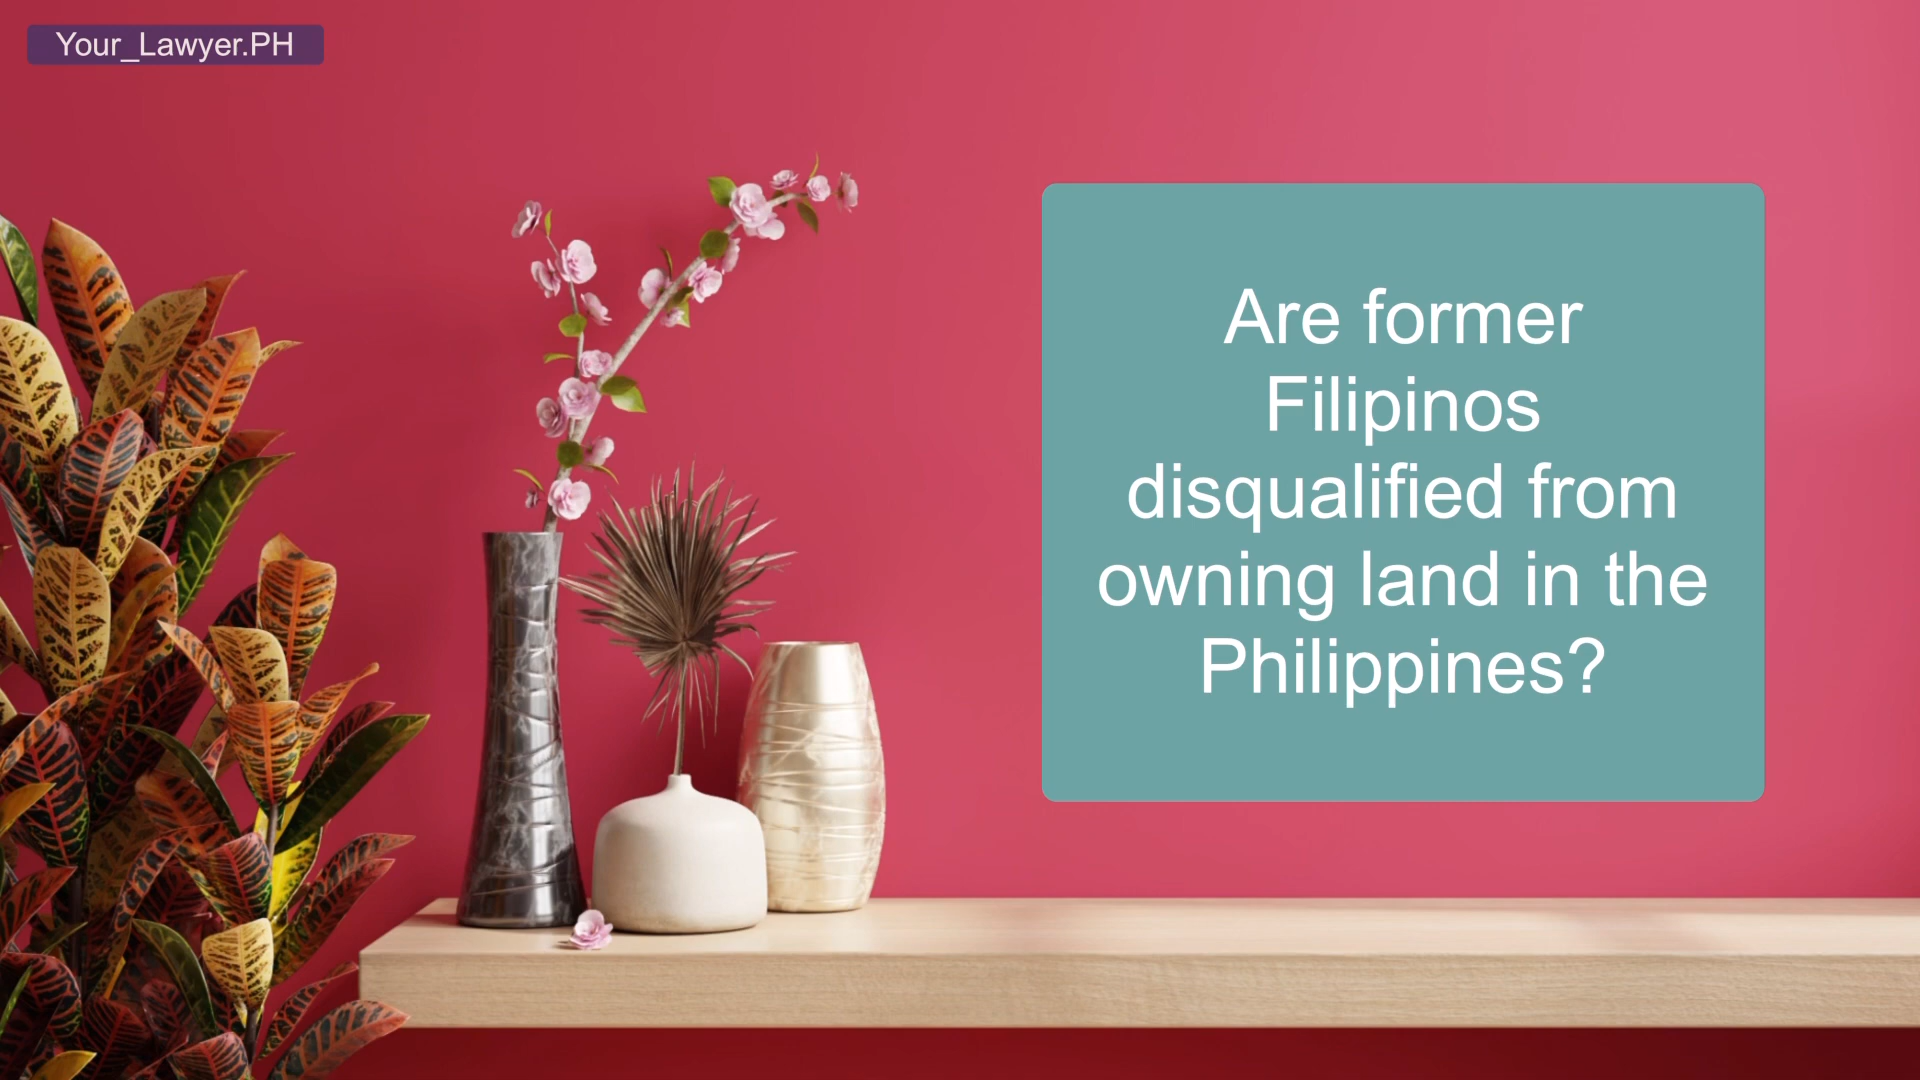 Your_Lawyer.PH
Are former
Filipinos
disqualified from
owning land in the
Philippines?